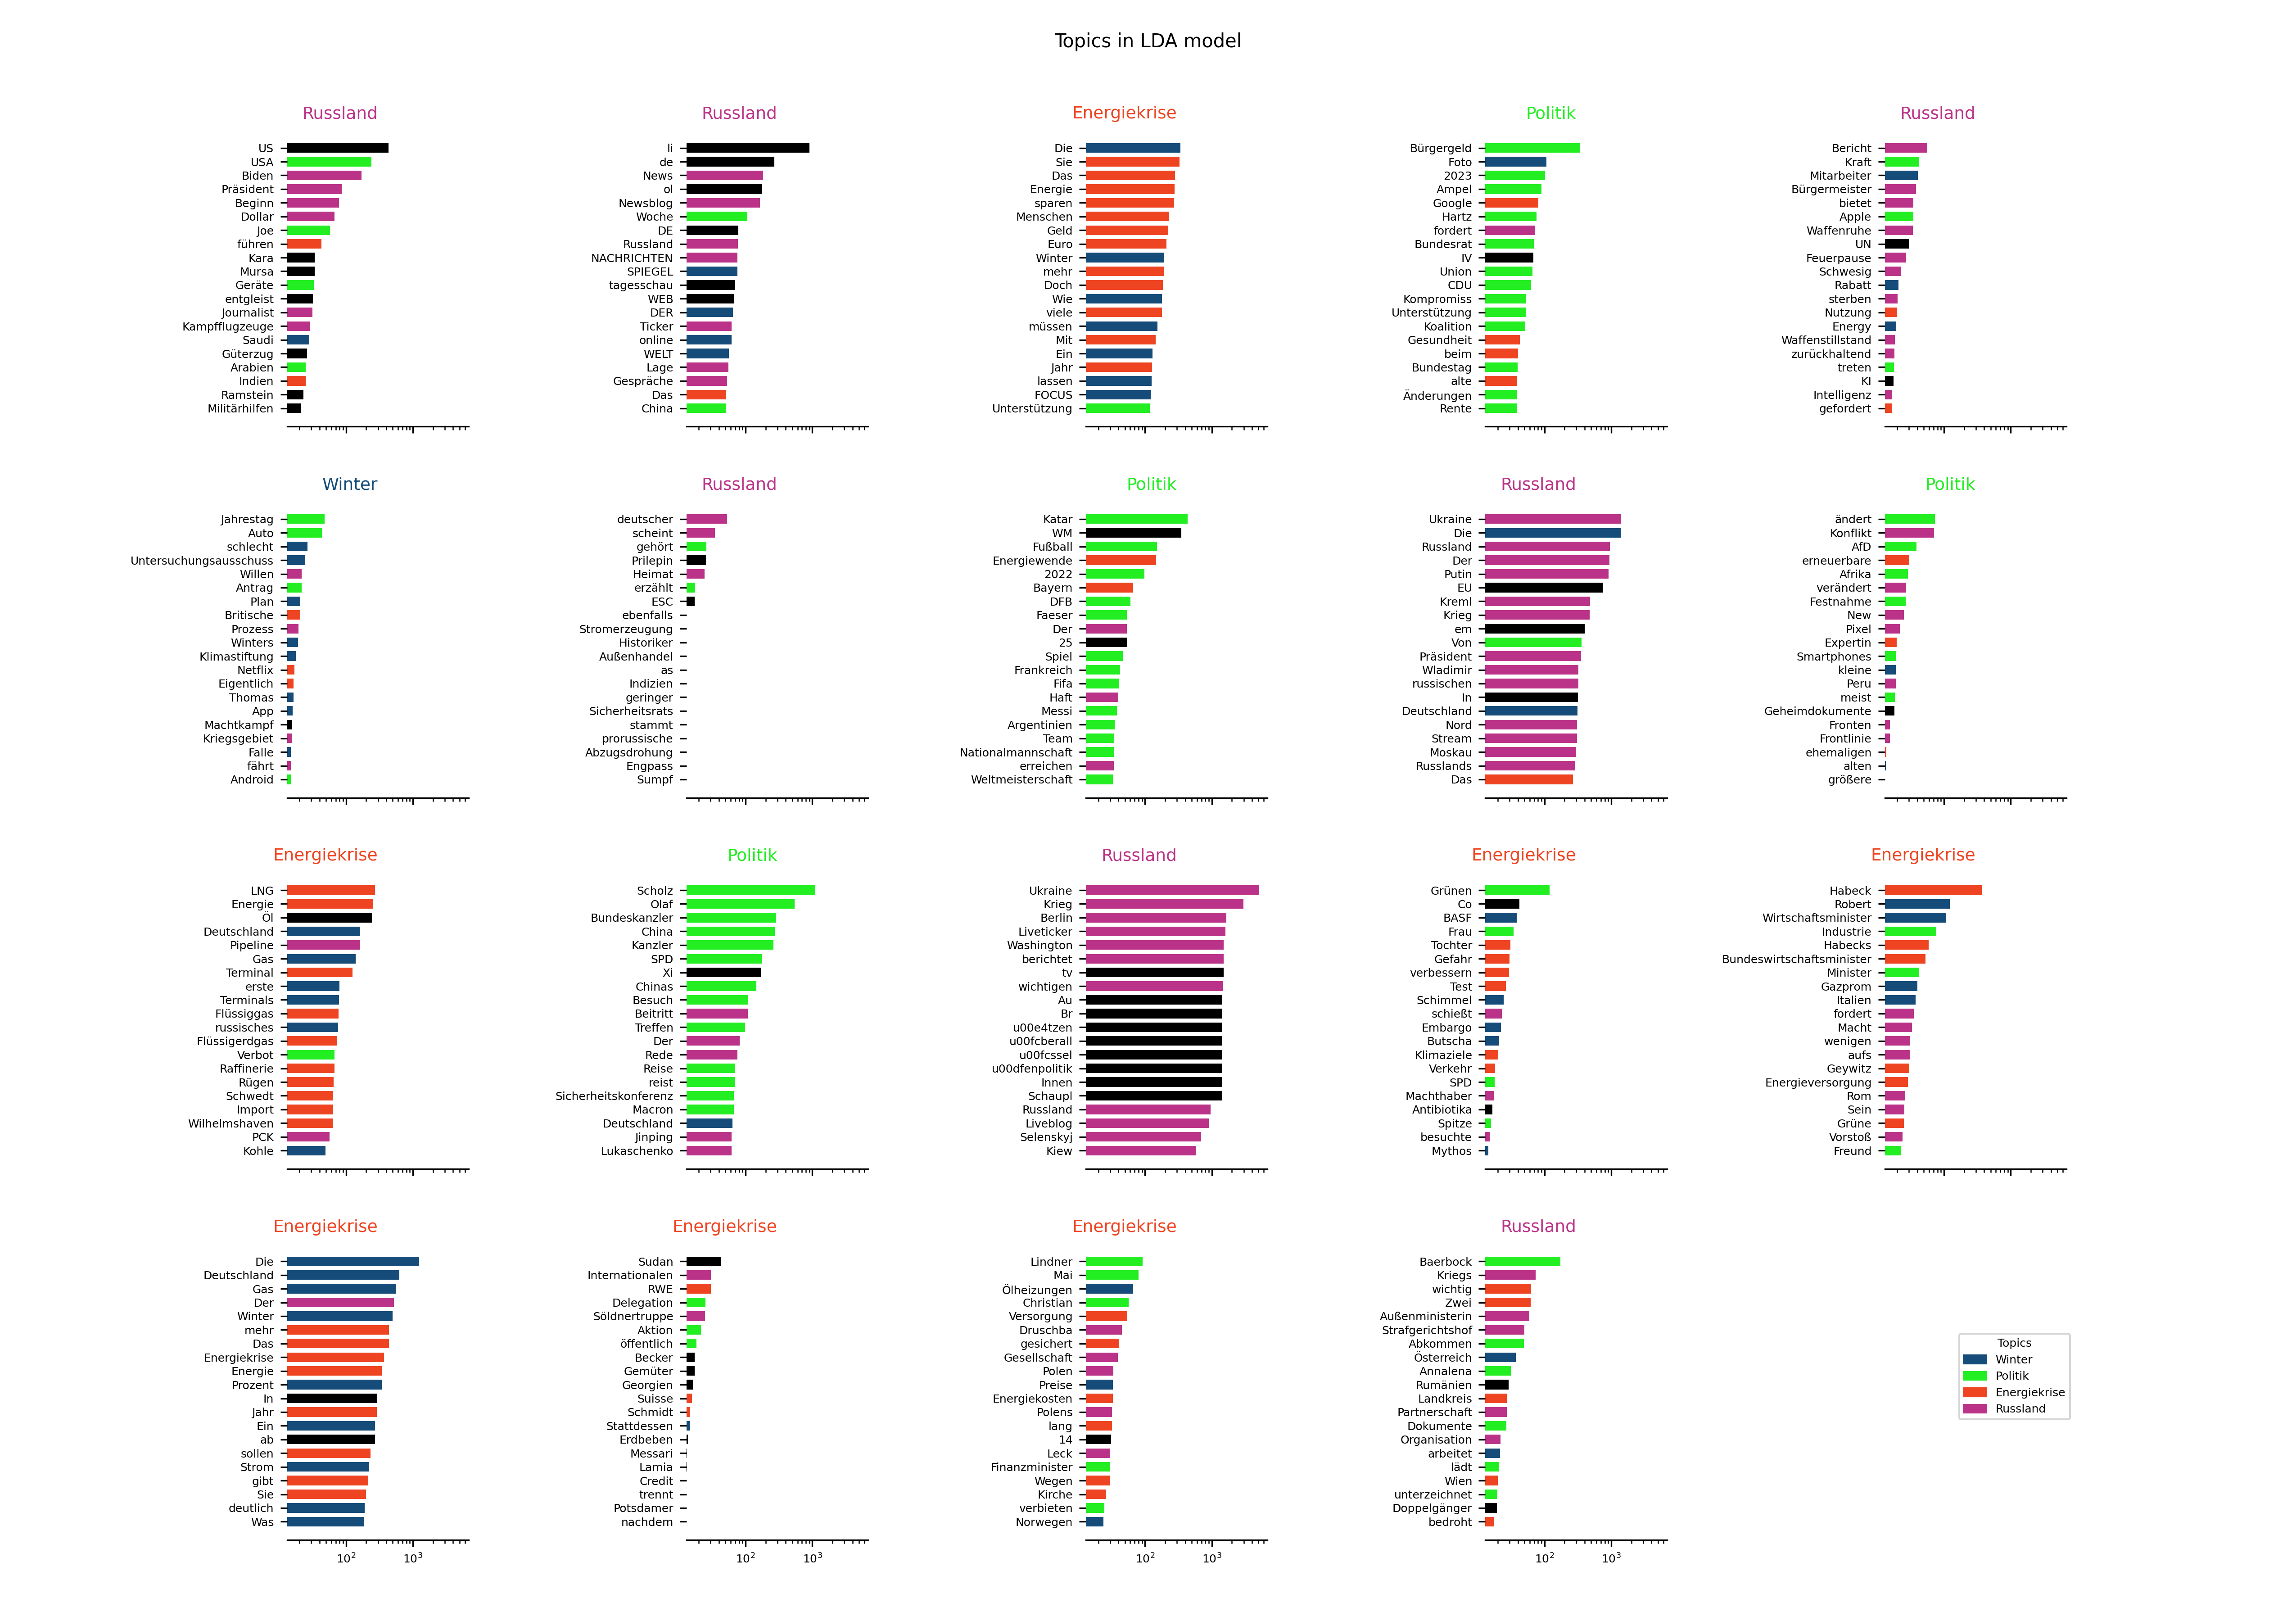 Topics in LDA model
Russland
US
USA
Biden
Präsident
Beginn
Dollar
Joe
führen
Kara
Mursa
Geräte
entgleist
Journalist
Kampfflugzeuge
Saudi
Güterzug
Arabien
Indien
Ramstein
Militärhilfen
Russland
li
de
News
ol
Newsblog
Woche
DE
Russland
NACHRICHTEN
SPIEGEL
tagesschau
WEB
DER
Ticker
online
WELT
Lage
Gespräche
Das
China
Energiekrise
Die
Sie
Das
Energie
sparen
Menschen
Geld
Euro
Winter
mehr
Doch
Wie
viele
müssen
Mit
Ein
Jahr
lassen
FOCUS
Unterstützung
Politik
Bürgergeld
Foto
2023
Ampel
Google
Hartz
fordert
Bundesrat
IV
Union
CDU
Kompromiss
Unterstützung
Koalition
Gesundheit
beim
Bundestag
alte
Änderungen
Rente
Russland
Bericht
Kraft
Mitarbeiter
Bürgermeister
bietet
Apple
Waffenruhe
UN
Feuerpause
Schwesig
Rabatt
sterben
Nutzung
Energy
Waffenstillstand
zurückhaltend
treten
KI
Intelligenz
gefordert
Winter
Jahrestag
Auto
schlecht
Untersuchungsausschuss
Willen
Antrag
Plan
Britische
Prozess
Winters
Klimastiftung
Netflix
Eigentlich
Thomas
App
Machtkampf
Kriegsgebiet
Falle
fährt
Android
Russland
deutscher
scheint
gehört
Prilepin
Heimat
erzählt
ESC
ebenfalls
Stromerzeugung
Historiker
Außenhandel
as
Indizien
geringer
Sicherheitsrats
stammt
prorussische
Abzugsdrohung
Engpass
Sumpf
Politik
Katar
WM
Fußball
Energiewende
2022
Bayern
DFB
Faeser
Der
25
Spiel
Frankreich
Fifa
Haft
Messi
Argentinien
Team
Nationalmannschaft
erreichen
Weltmeisterschaft
Russland
Ukraine
Die
Russland
Der
Putin
EU
Kreml
Krieg
em
Von
Präsident
Wladimir
russischen
In
Deutschland
Nord
Stream
Moskau
Russlands
Das
Politik
ändert
Konflikt
AfD
erneuerbare
Afrika
verändert
Festnahme
New
Pixel
Expertin
Smartphones
kleine
Peru
meist
Geheimdokumente
Fronten
Frontlinie
ehemaligen
alten
größere
Energiekrise
LNG
Energie
Öl
Deutschland
Pipeline
Gas
Terminal
erste
Terminals
Flüssiggas
russisches
Flüssigerdgas
Verbot
Raffinerie
Rügen
Schwedt
Import
Wilhelmshaven
PCK
Kohle
Politik
Scholz
Olaf
Bundeskanzler
China
Kanzler
SPD
Xi
Chinas
Besuch
Beitritt
Treffen
Der
Rede
Reise
reist
Sicherheitskonferenz
Macron
Deutschland
Jinping
Lukaschenko
Russland
Ukraine
Krieg
Berlin
Liveticker
Washington
berichtet
tv
wichtigen
Au
Br
u00e4tzen
u00fcberall
u00fcssel
u00dfenpolitik
Innen
Schaupl
Russland
Liveblog
Selenskyj
Kiew
Energiekrise
Grünen
Co
BASF
Frau
Tochter
Gefahr
verbessern
Test
Schimmel
schießt
Embargo
Butscha
Klimaziele
Verkehr
SPD
Machthaber
Antibiotika
Spitze
besuchte
Mythos
Energiekrise
Habeck
Robert
Wirtschaftsminister
Industrie
Habecks
Bundeswirtschaftsminister
Minister
Gazprom
Italien
fordert
Macht
wenigen
aufs
Geywitz
Energieversorgung
Rom
Sein
Grüne
Vorstoß
Freund
Energiekrise
Die
Deutschland
Gas
Der
Winter
mehr
Das
Energiekrise
Energie
Prozent
In
Jahr
Ein
ab
sollen
Strom
gibt
Sie
deutlich
Was
10² 10³
Energiekrise
Sudan
Internationalen
RWE
Delegation
Söldnertruppe
Aktion
öffentlich
Becker
Gemüter
Georgien
Suisse
Schmidt
Stattdessen
Erdbeben
Messari
Lamia
Credit
trennt
Potsdamer
nachdem
10² 10³
Energiekrise
Lindner
Mai
Ölheizungen
Christian
Versorgung
Druschba
gesichert
Gesellschaft
Polen
Preise
Energiekosten
Polens
lang
14
Leck
Finanzminister
Wegen
Kirche
verbieten
Norwegen
10² 10³
Russland
Baerbock
Kriegs
wichtig
Zwei
Außenministerin
Strafgerichtshof
Abkommen
Österreich
Annalena
Rumänien
Landkreis
Partnerschaft
Dokumente
Organisation
arbeitet
lädt
Wien
unterzeichnet
Doppelgänger
bedroht
10² 10³
Topics
Winter
Politik
Energiekrise
Russland